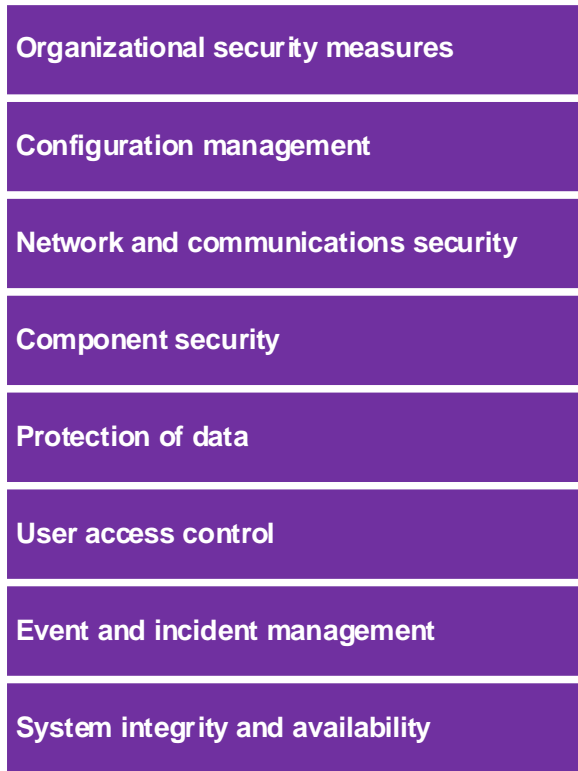 Organizational security measures
Configuration management
Network and communications security
Component security
Protection of data
User access control
Event and incident management
System integrity and availability